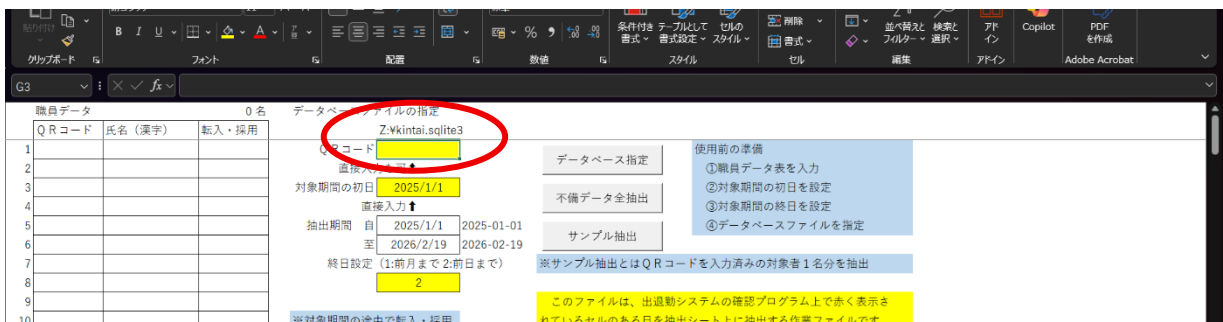 条件付き テーブルとして セルの
書式 書式設定 スタイル
削除
書式
並べ替えと 検索と
フィルター 選択
アド
イン
Copilot
PDF
を作成
B I U A % 9
クリップボード フォント 配置 数値 スタイル セル 編集 アドイン Adobe Acrobat
G3 fx
職員データ 0 名 データベースファイルの指定
QRコード 氏名（漢字） 転入・採用 Z:¥kintai.sqlite3
1 QRコード 使用前の準備
データベース指定
2 ①職員データ表を入力
3 対象期間の初日 2025/1/1 ②対象期間の初日を設定
不備データ全抽出
4 直接入力⬆ ③対象期間の終日を設定
5 抽出期間 自 2025/1/1 2025-01-01 ④データベースファイルを指定
サンプル抽出
6 至 2026/2/19 2026-02-19
7 終日設定（1:前月まで 2:前日まで） ※サンプル抽出とはQRコードを入力済みの対象者1名分を抽出
8 2
9 このファイルは、出退勤システムの確認プログラム上で赤く表示さ
10 ※対象期間の途中で転入・採用 れているセルのある日を抽出シート上に抽出する作業ファイルです